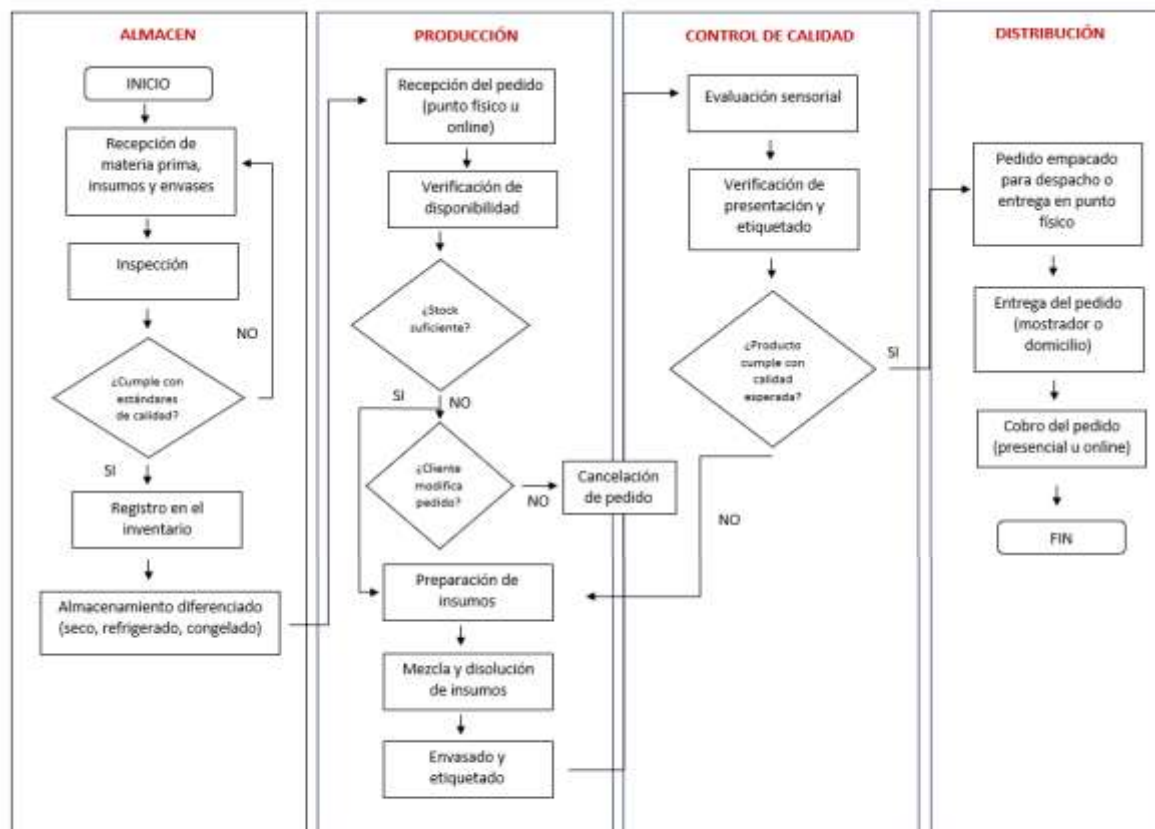 ALMACEN
INICIO
Recepción de
materia prima,
insumos y envases
Inspección
NO
¿Cumple con
estándares
de calidad?
SI
Registro en el
inventario
Almacenamiento diferenciado
(seco, refrigerado, congelado)
PRODUCCIÓN
Recepción del pedido
(punto físico u
online)
Verificación de
disponibilidad
¿Stock
suficiente?
SI
NO
¿Cliente
modifica
pedido?
NO
Cancelación
de pedido
Preparación de
insumos
Mezcla y disolución
de insumos
Envasado y
etiquetado
CONTROL DE CALIDAD
Evaluación sensorial
Verificación de
presentación y
etiquetado
¿Producto
cumple con
calidad
esperada?
SI
NO
DISTRIBUCIÓN
Pedido empacado
para despacho o
entrega en punto
físico
Entrega del pedido
(mostrador o
domicilio)
Cobro del pedido
(presencial u online)
FIN